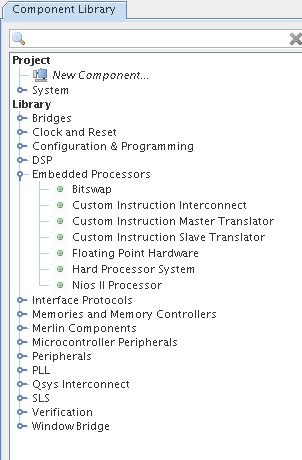 Component Library
Project
New Component...
System
Library
Bridges
Clock and Reset
Configuration & Programming
DSP
Embedded Processors
Bitswap
Custom Instruction Interconnect
Custom Instruction Master Translator
Custom Instruction Slave Translator
Floating Point Hardware
Hard Processor System
Nios II Processor
Interface Protocols
Memories and Memory Controllers
Merlin Components
Microcontroller Peripherals
Peripherals
PLL
Qsys Interconnect
SLS
Verification
Window Bridge